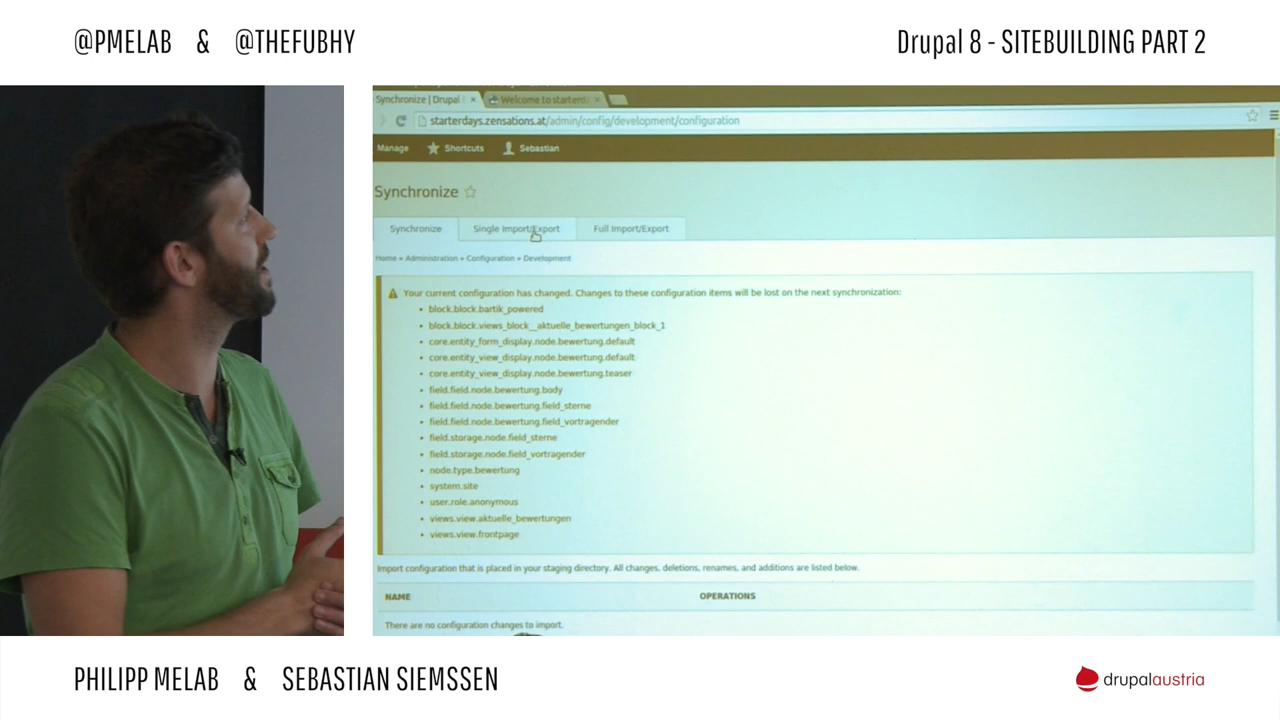 @PMELAB & @THEFUBHY
Drupal 8 - SITEBUILDING PART 2
Synchronize | Drupal
Welcome to starterd
starterdays.zensations.at/admin/config/development/configuration
Manage Shortcuts Sebastian
Synchronize
Synchronize Single Import/Export Full Import/Export
Home » Administration » Configuration » Development
Your current configuration has changed. Changes to these configuration items will be lost on the next synchronization:
• block.block.bartik_powered
• block.block.views_block__aktuelle_bewertungen_block_1
• core.entity_form_display.node.bewertung.default
• core.entity_view_display.node.bewertung.default
• core.entity_view_display.node.bewertung.teaser
• field.field.node.bewertung.body
• field.field.node.bewertung.field_sterne
• field.field.node.bewertung.field_vortragender
• field.storage.node.field_sterne
• field.storage.node.field_vortragender
• node.type.bewertung
• system.site
• user.role.anonymous
• views.view.aktuelle_bewertungen
• views.view.frontpage
Import configuration that is placed in your staging directory. All changes, deletions, renames, and additions are listed below.
NAME OPERATIONS
There are no configuration changes to import.
PHILIPP MELAB & SEBASTIAN SIEMSSEN
drupalaustria